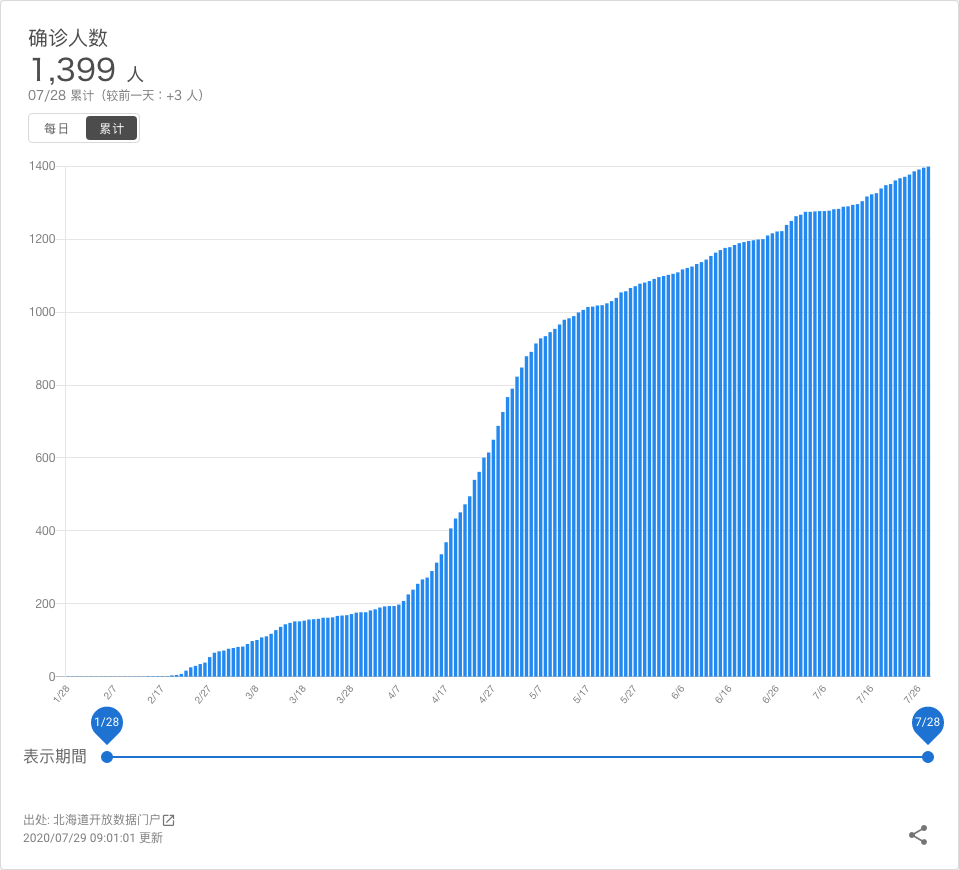 确诊人数
1,399 人
07/28 累计（较前一天：+3 人）
每日 累计
1400
1200
1000
800
600
400
200
0
1/28 2/7 2/17 2/27 3/8 3/18 3/28 4/7 4/17 4/27 5/7 5/17 5/27 6/6 6/16 6/26 7/6 7/16 7/26
1/28 7/28
表示期間
出处: 北海道开放数据门户
2020/07/29 09:01:01 更新